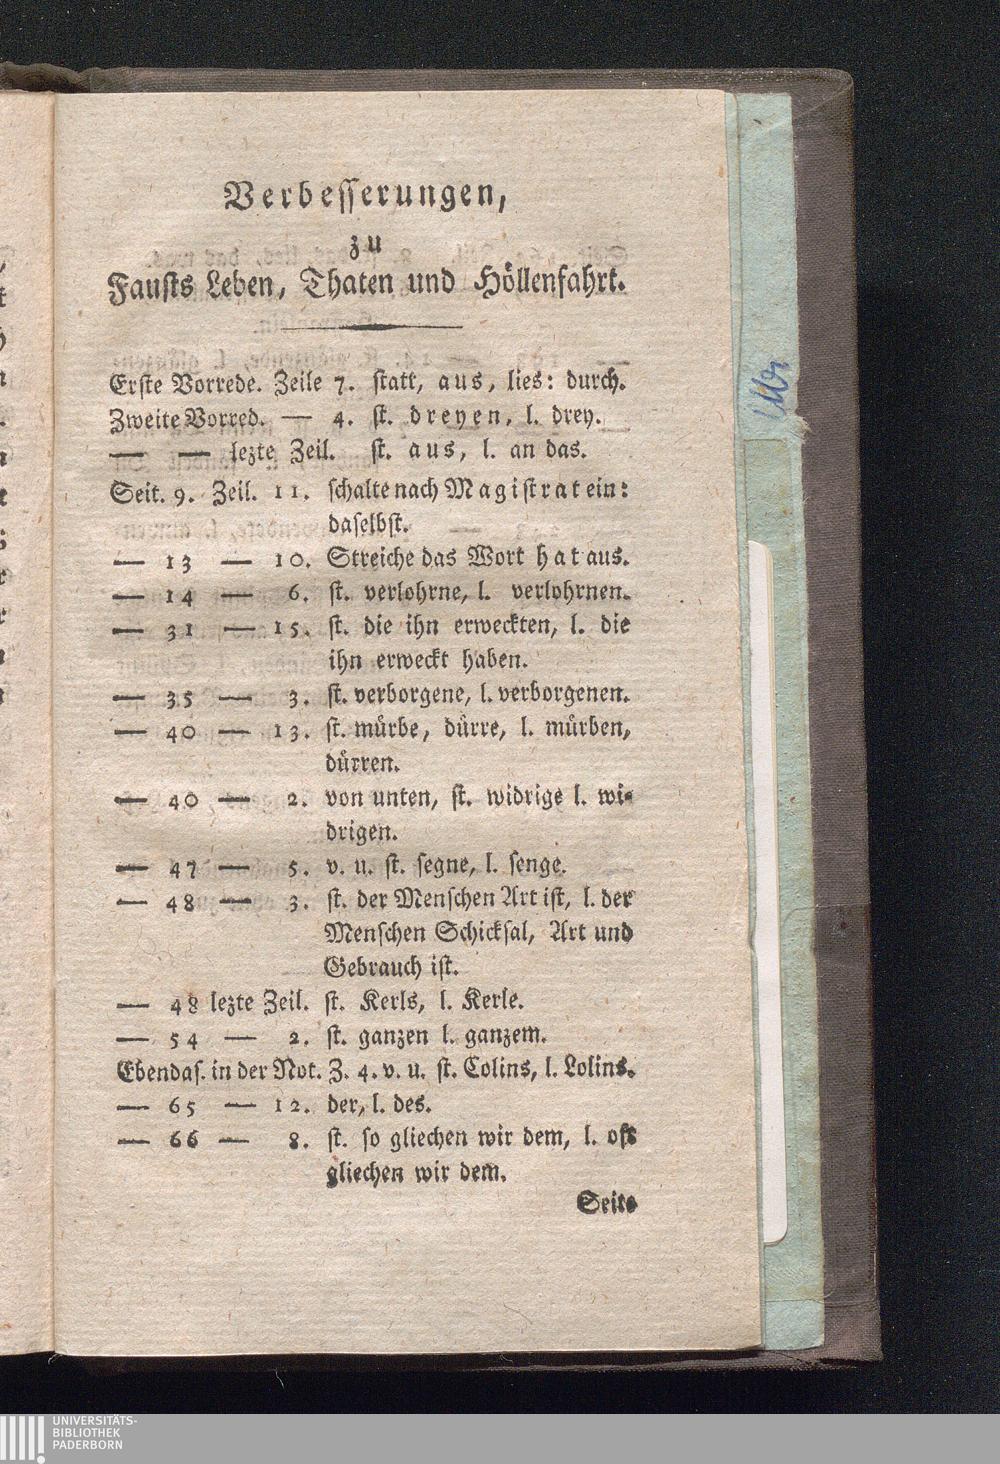 Verbesserungen,
zu
Fausts Leben, Thaten und Höllenfahrt.
Erste Vorrede. Zeile 7. statt, aus, lies: durch.
Zweite Vorred. — 4. st. dreyen, l. drey.
— — lezte Zeil. st. aus, l. an das.
Seit. 9. Zeil. 11. schalte nach Magistrat ein:
daselbst.
— 13 — 10. Streiche das Wort hat aus.
— 14 — 6. st. verlohrne, l. verlohrnen.
— 31 — 15. st. die ihn erweckten, l. die
ihn erweckt haben.
— 35 — 3. st. verborgene, l. verborgenen.
— 40 — 13. st. mürbe, dürre, l. mürben,
dürren.
— 40 — 2. von unten, st. widrige l. wi-
drigen.
— 47 — 5. v. u. st. segne, l. senge.
— 48 — 3. st. der Menschen Art ist, l. der
Menschen Schicksal, Art und
Gebrauch ist.
— 48 lezte Zeil. st. Kerls, l. Kerle.
— 54 — 2. st. ganzen l. ganzem.
Ebendas. in der Not. Z. 4. v. u. st. Colins, l. Lolins.
— 65 — 12. der, l. des.
— 66 — 8. st. so gliechen wir dem, l. oft
gliechen wir dem.
Seite
UNIVERSITÄTS-
BIBLIOTHEK
PADERBORN